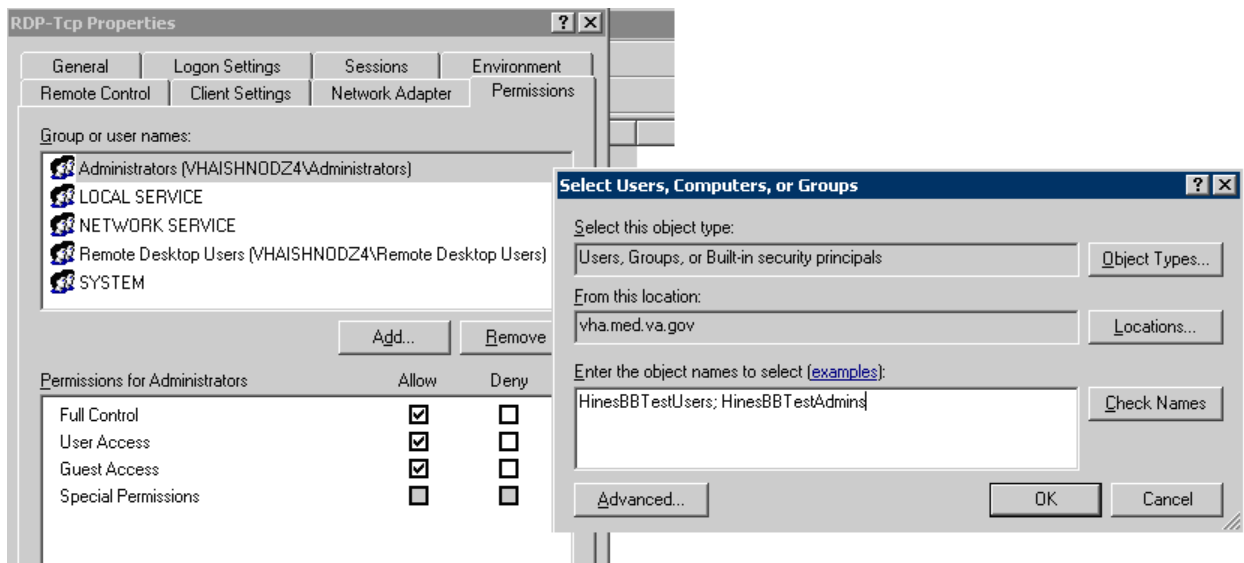 RDP-Tcp Properties
General Logon Settings Sessions Environment
Remote Control Client Settings Network Adapter Permissions
Group or user names:
Administrators (VHAISHNODZ4\Administrators)
LOCAL SERVICE
NETWORK SERVICE
Remote Desktop Users (VHAISHNODZ4\Remote Desktop Users)
SYSTEM
Add... Remove
Permissions for Administrators Allow Deny
Full Control
User Access
Guest Access
Special Permissions
Select Users, Computers, or Groups
Select this object type:
Users, Groups, or Built-in security principals
Object Types...
From this location:
vha.med.va.gov
Locations...
Enter the object names to select (examples):
HinesBBTestUsers; HinesBBTestAdmins
Check Names
Advanced... OK Cancel